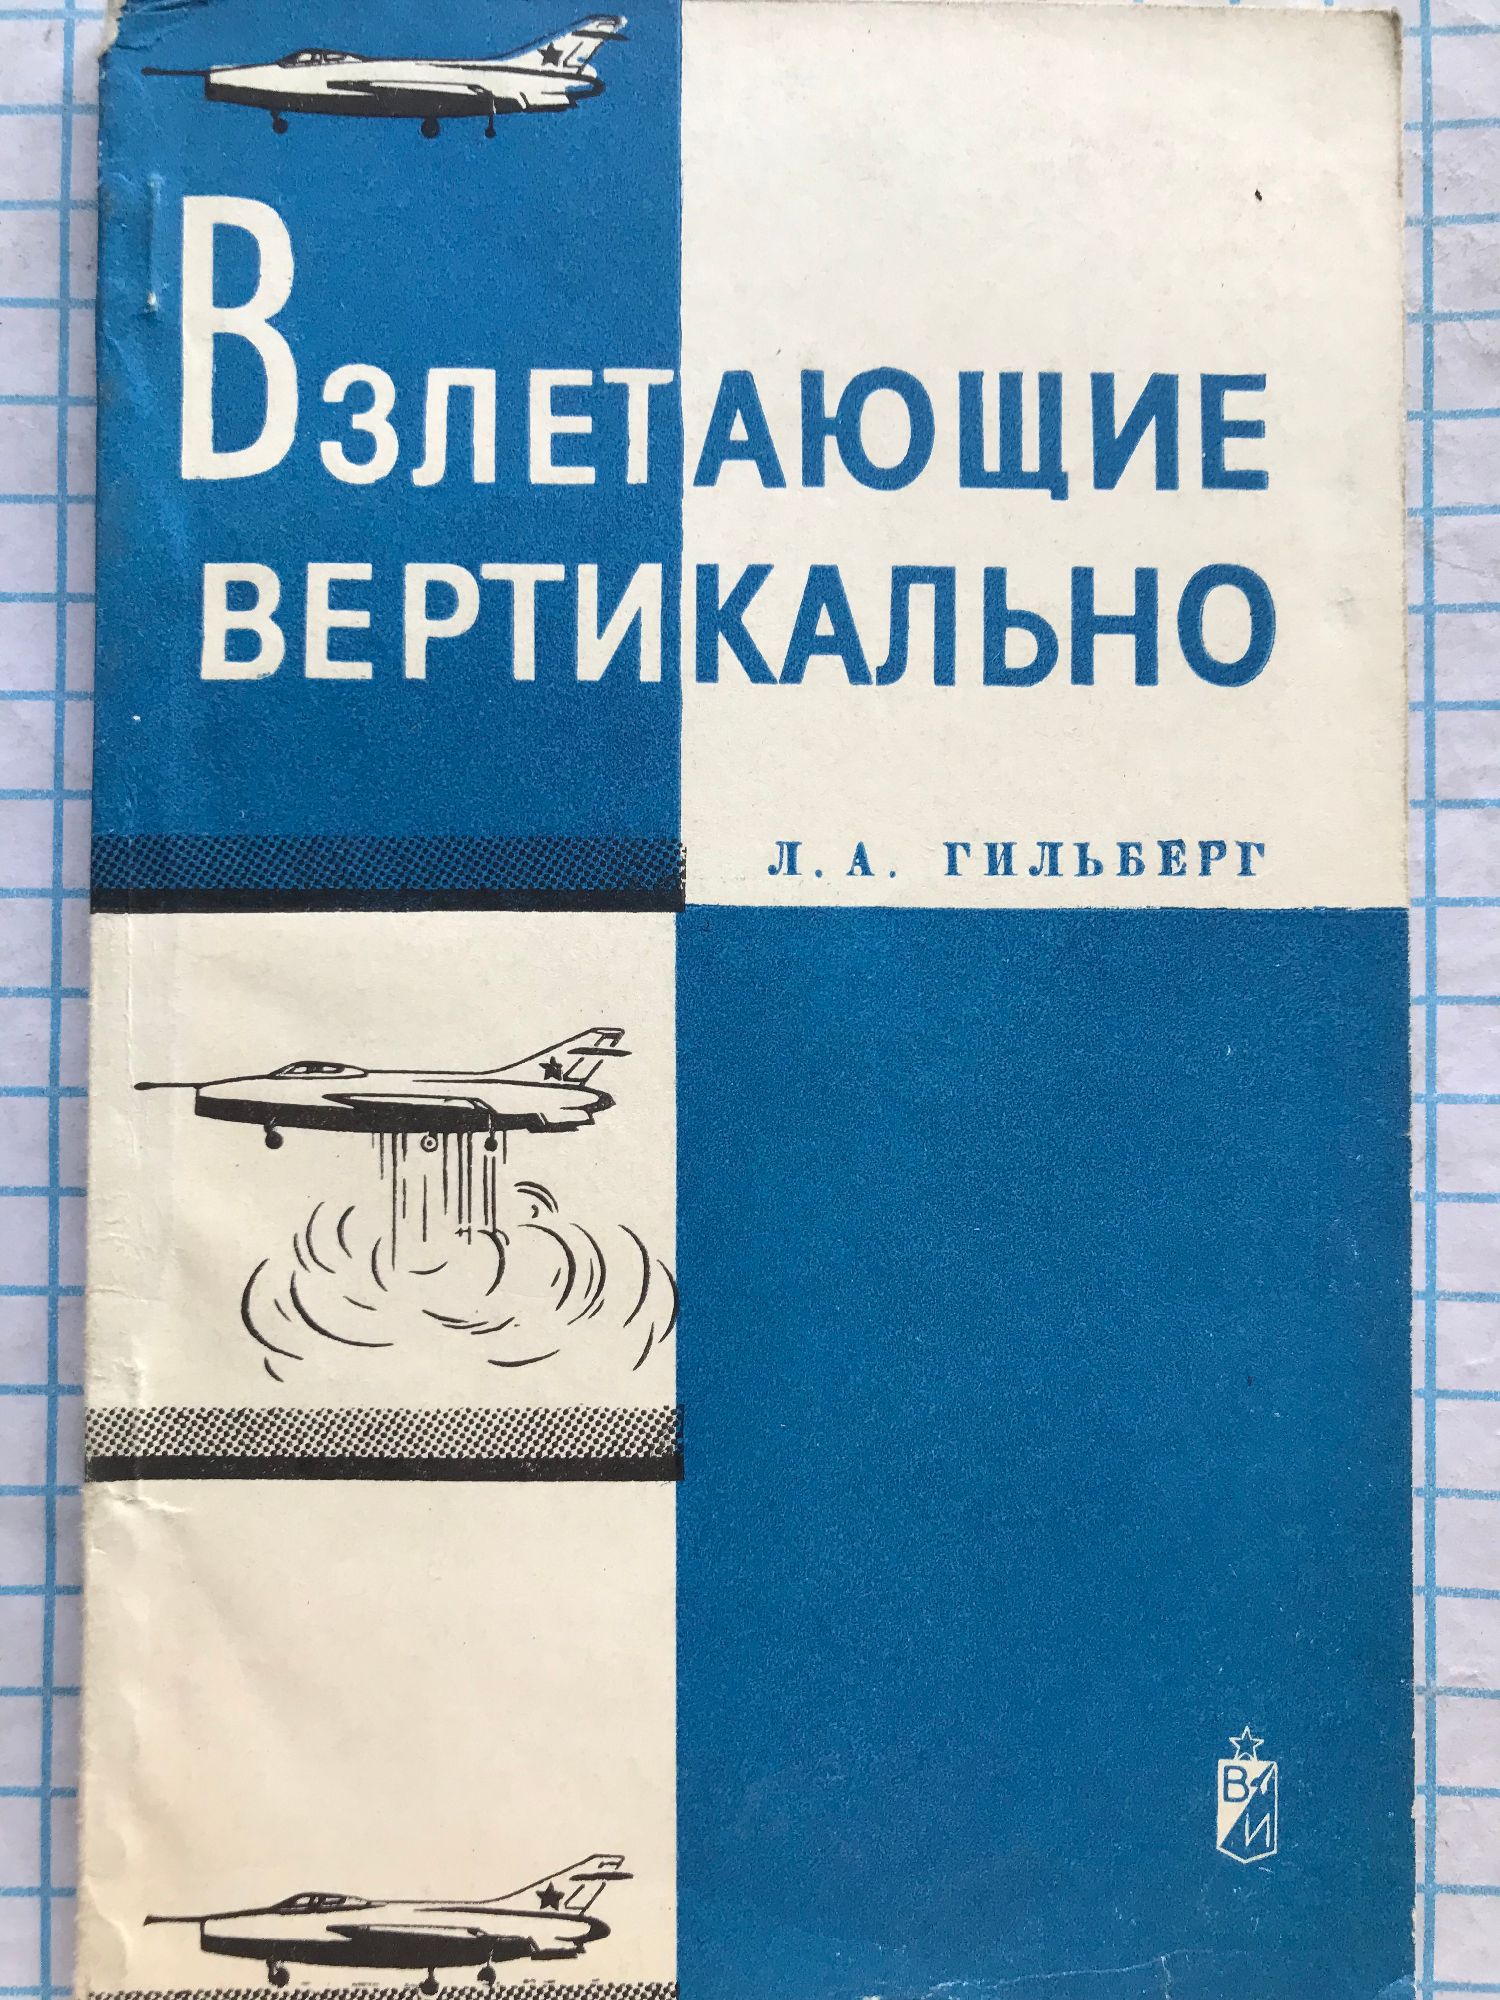 Взлетающие
вертикально
Л. А. ГИЛЬБЕРГ
В
И